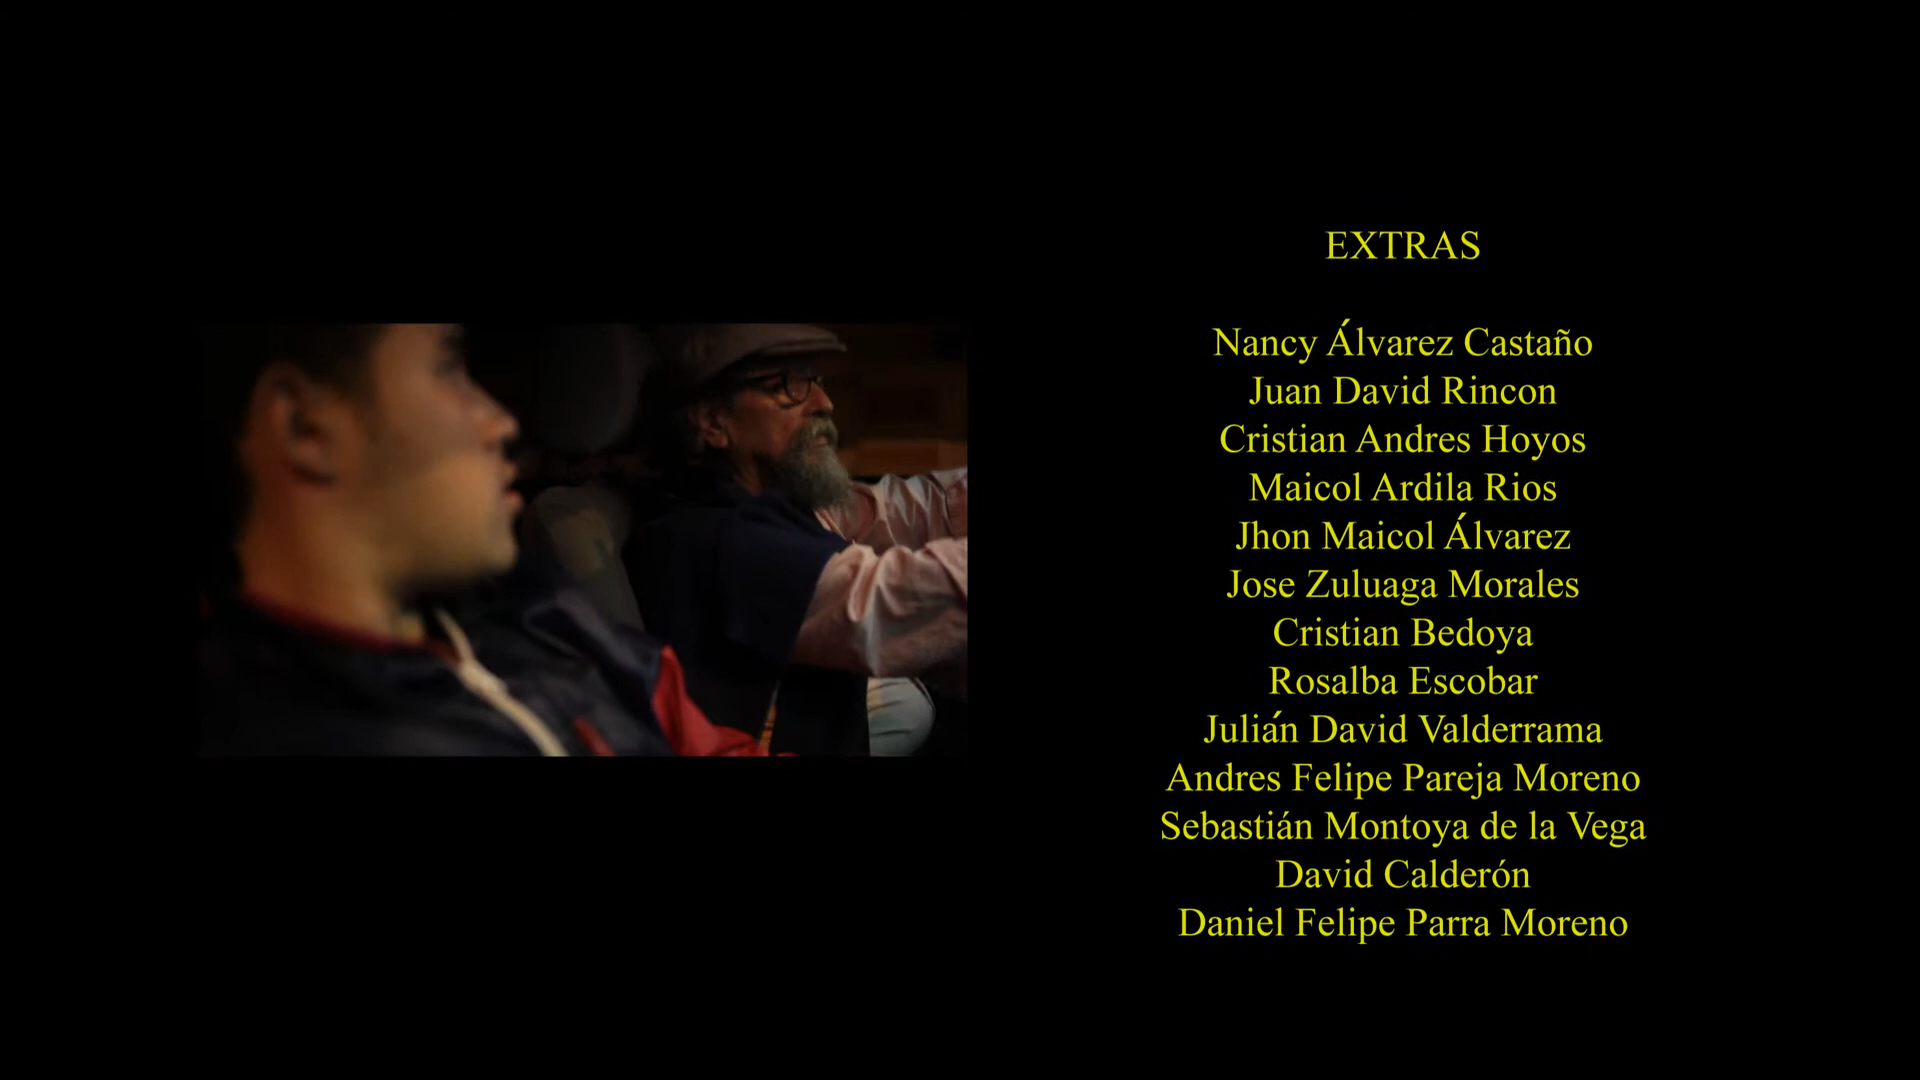 EXTRAS
Nancy Álvarez Castaño
Juan David Rincon
Cristian Andres Hoyos
Maicol Ardila Rios
Jhon Maicol Álvarez
Jose Zuluaga Morales
Cristian Bedoya
Rosalba Escobar
Julián David Valderrama
Andres Felipe Pareja Moreno
Sebastián Montoya de la Vega
David Calderón
Daniel Felipe Parra Moreno